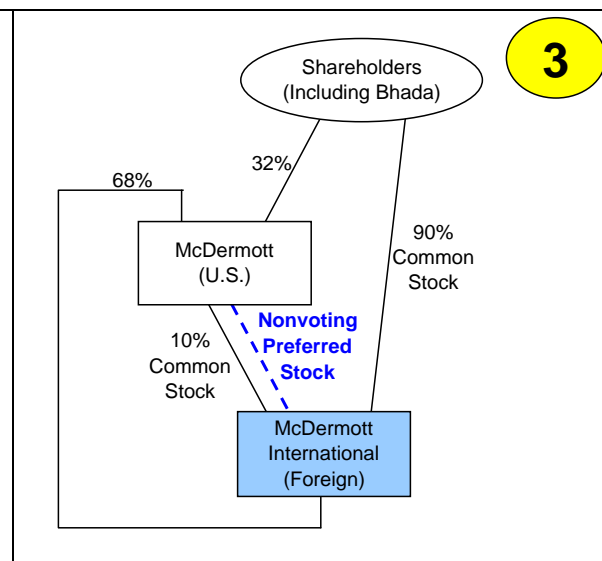 3
Shareholders
(Including Bhada)
32%
68%
90%
Common
Stock
McDermott
(U.S.)
Nonvoting
Preferred
Stock
10%
Common
Stock
McDermott
International
(Foreign)